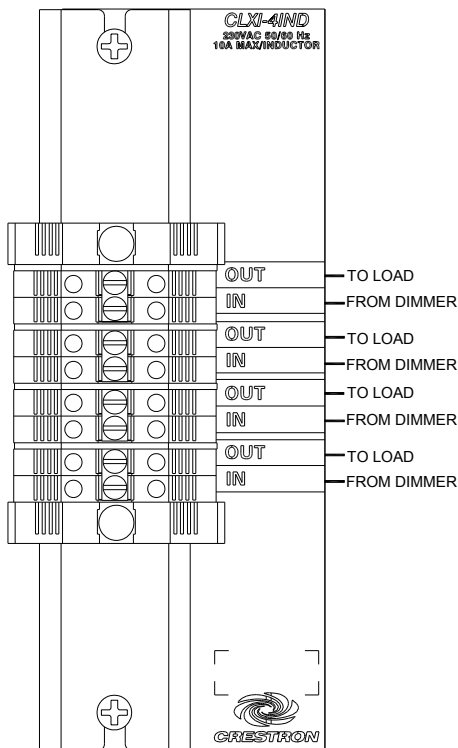 CLXI-4IND
230VAC 50/60 Hz
10A MAX/INDUCTOR
OUT TO LOAD
IN FROM DIMMER
OUT TO LOAD
IN FROM DIMMER
OUT TO LOAD
IN FROM DIMMER
OUT TO LOAD
IN FROM DIMMER
CRESTRON